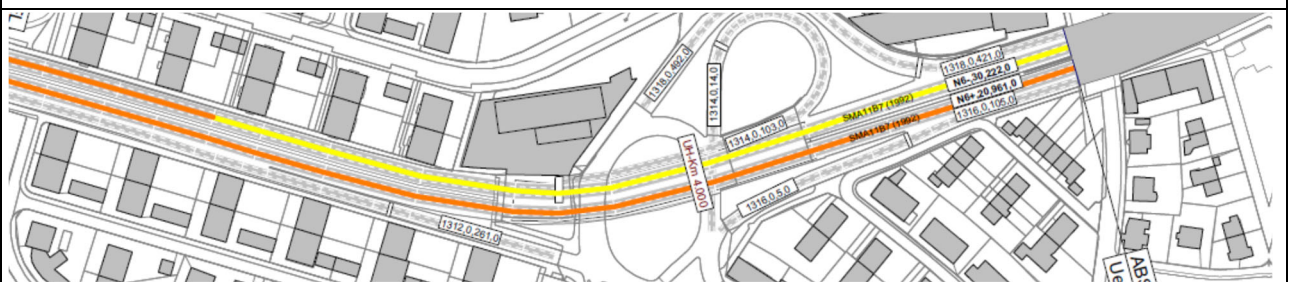 1318,0,492,0
1314,0,14,0
1318,0,421,0
N6-,30,222,0
N6+,20,961,0
1316,0,105,0
SMA11B7 (1992)
SMA11B7 (1992)
1314,0,103,0
UH-Km 4.000
1316,0,5,0
1312,0,261,0
ABS
Ue